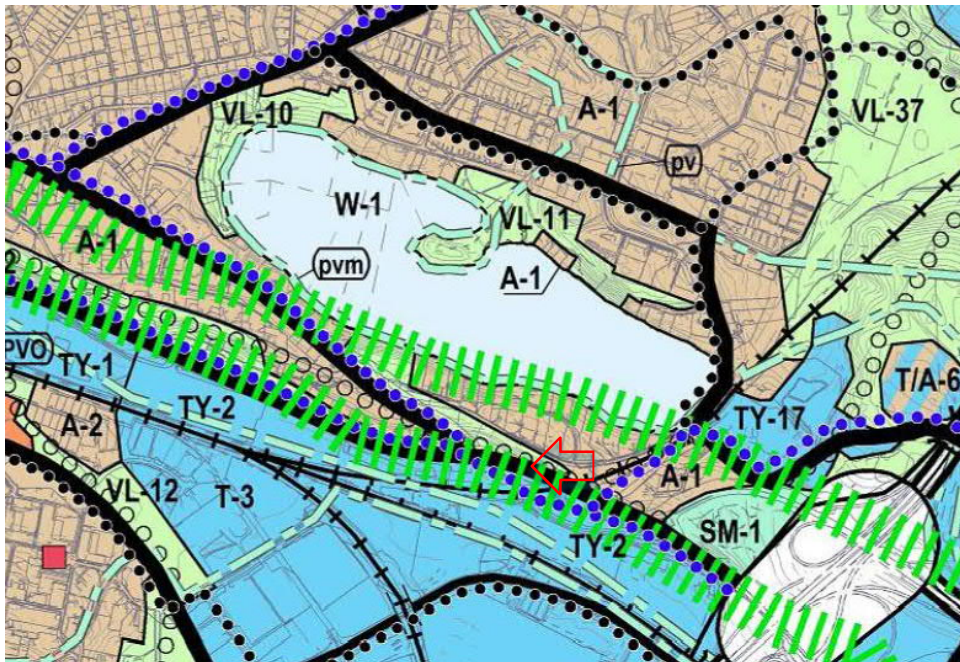 A-1
VL-10
VL-37
pv
W-1
VL-11
A-1
pvm
A-1
PVO
TY-1
TY-2
T/A-6
TY-17
A-2
A-1
VL-12
T-3
SM-1
TY-2